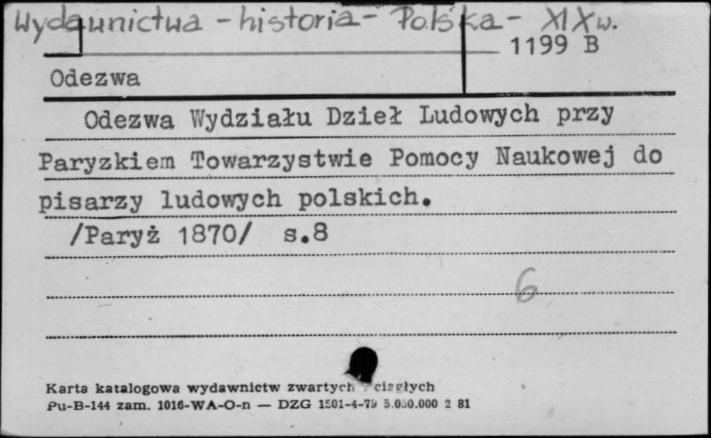 Wydawnictwa - historia - Polska - XIX w.
1199 B
Odezwa
Odezwa Wydziału Dzieł Ludowych przy
Paryzkiem Towarzystwie Pomocy Naukowej do
pisarzy ludowych polskich.
/Paryż 1870/ s.8
6
Karta katalogowa wydawnictw zwartych ciągłych
Pu-B-144 zam. 1016-WA-O-n — DZG 1501-4-79 5.000.000 2 81